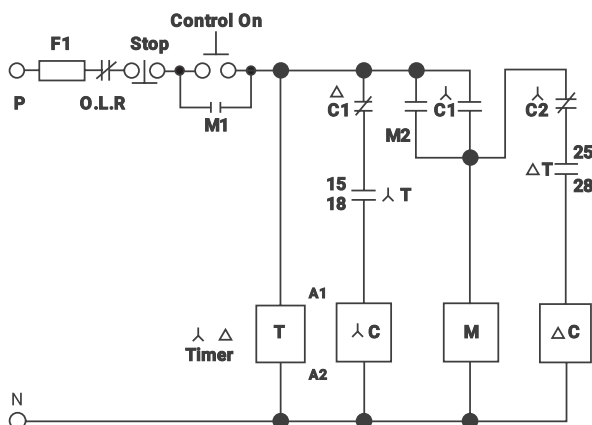 Control On
F1
Stop
P
O.L.R
M1
C1
M2
C1
C2
15
18
T
25
28
T
A1
T
C
M
C
Timer
A2
N